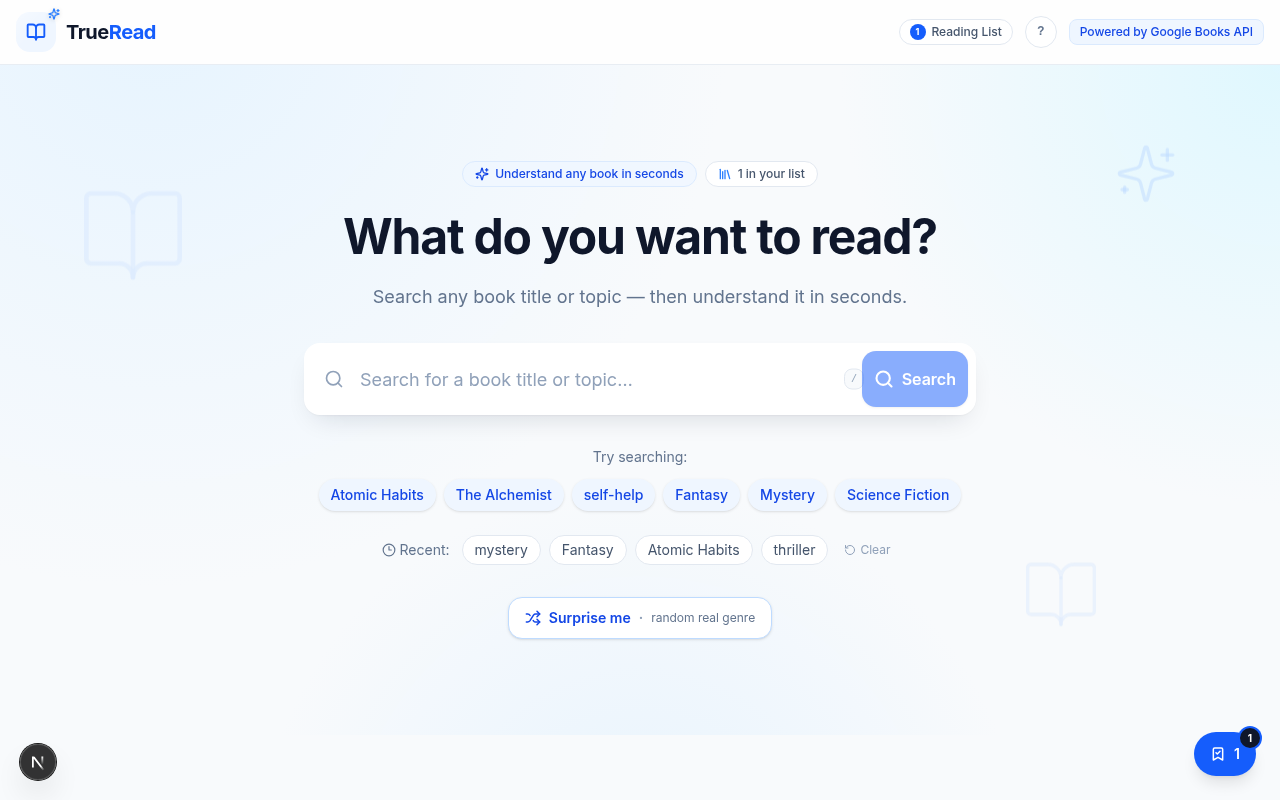 TrueRead
1 Reading List
?
Powered by Google Books API
Understand any book in seconds
1 in your list
What do you want to read?
Search any book title or topic — then understand it in seconds.
Search for a book title or topic...
/
Search
Try searching:
Atomic Habits
The Alchemist
self-help
Fantasy
Mystery
Science Fiction
Recent:
mystery
Fantasy
Atomic Habits
thriller
Clear
Surprise me · random real genre
N
1
1